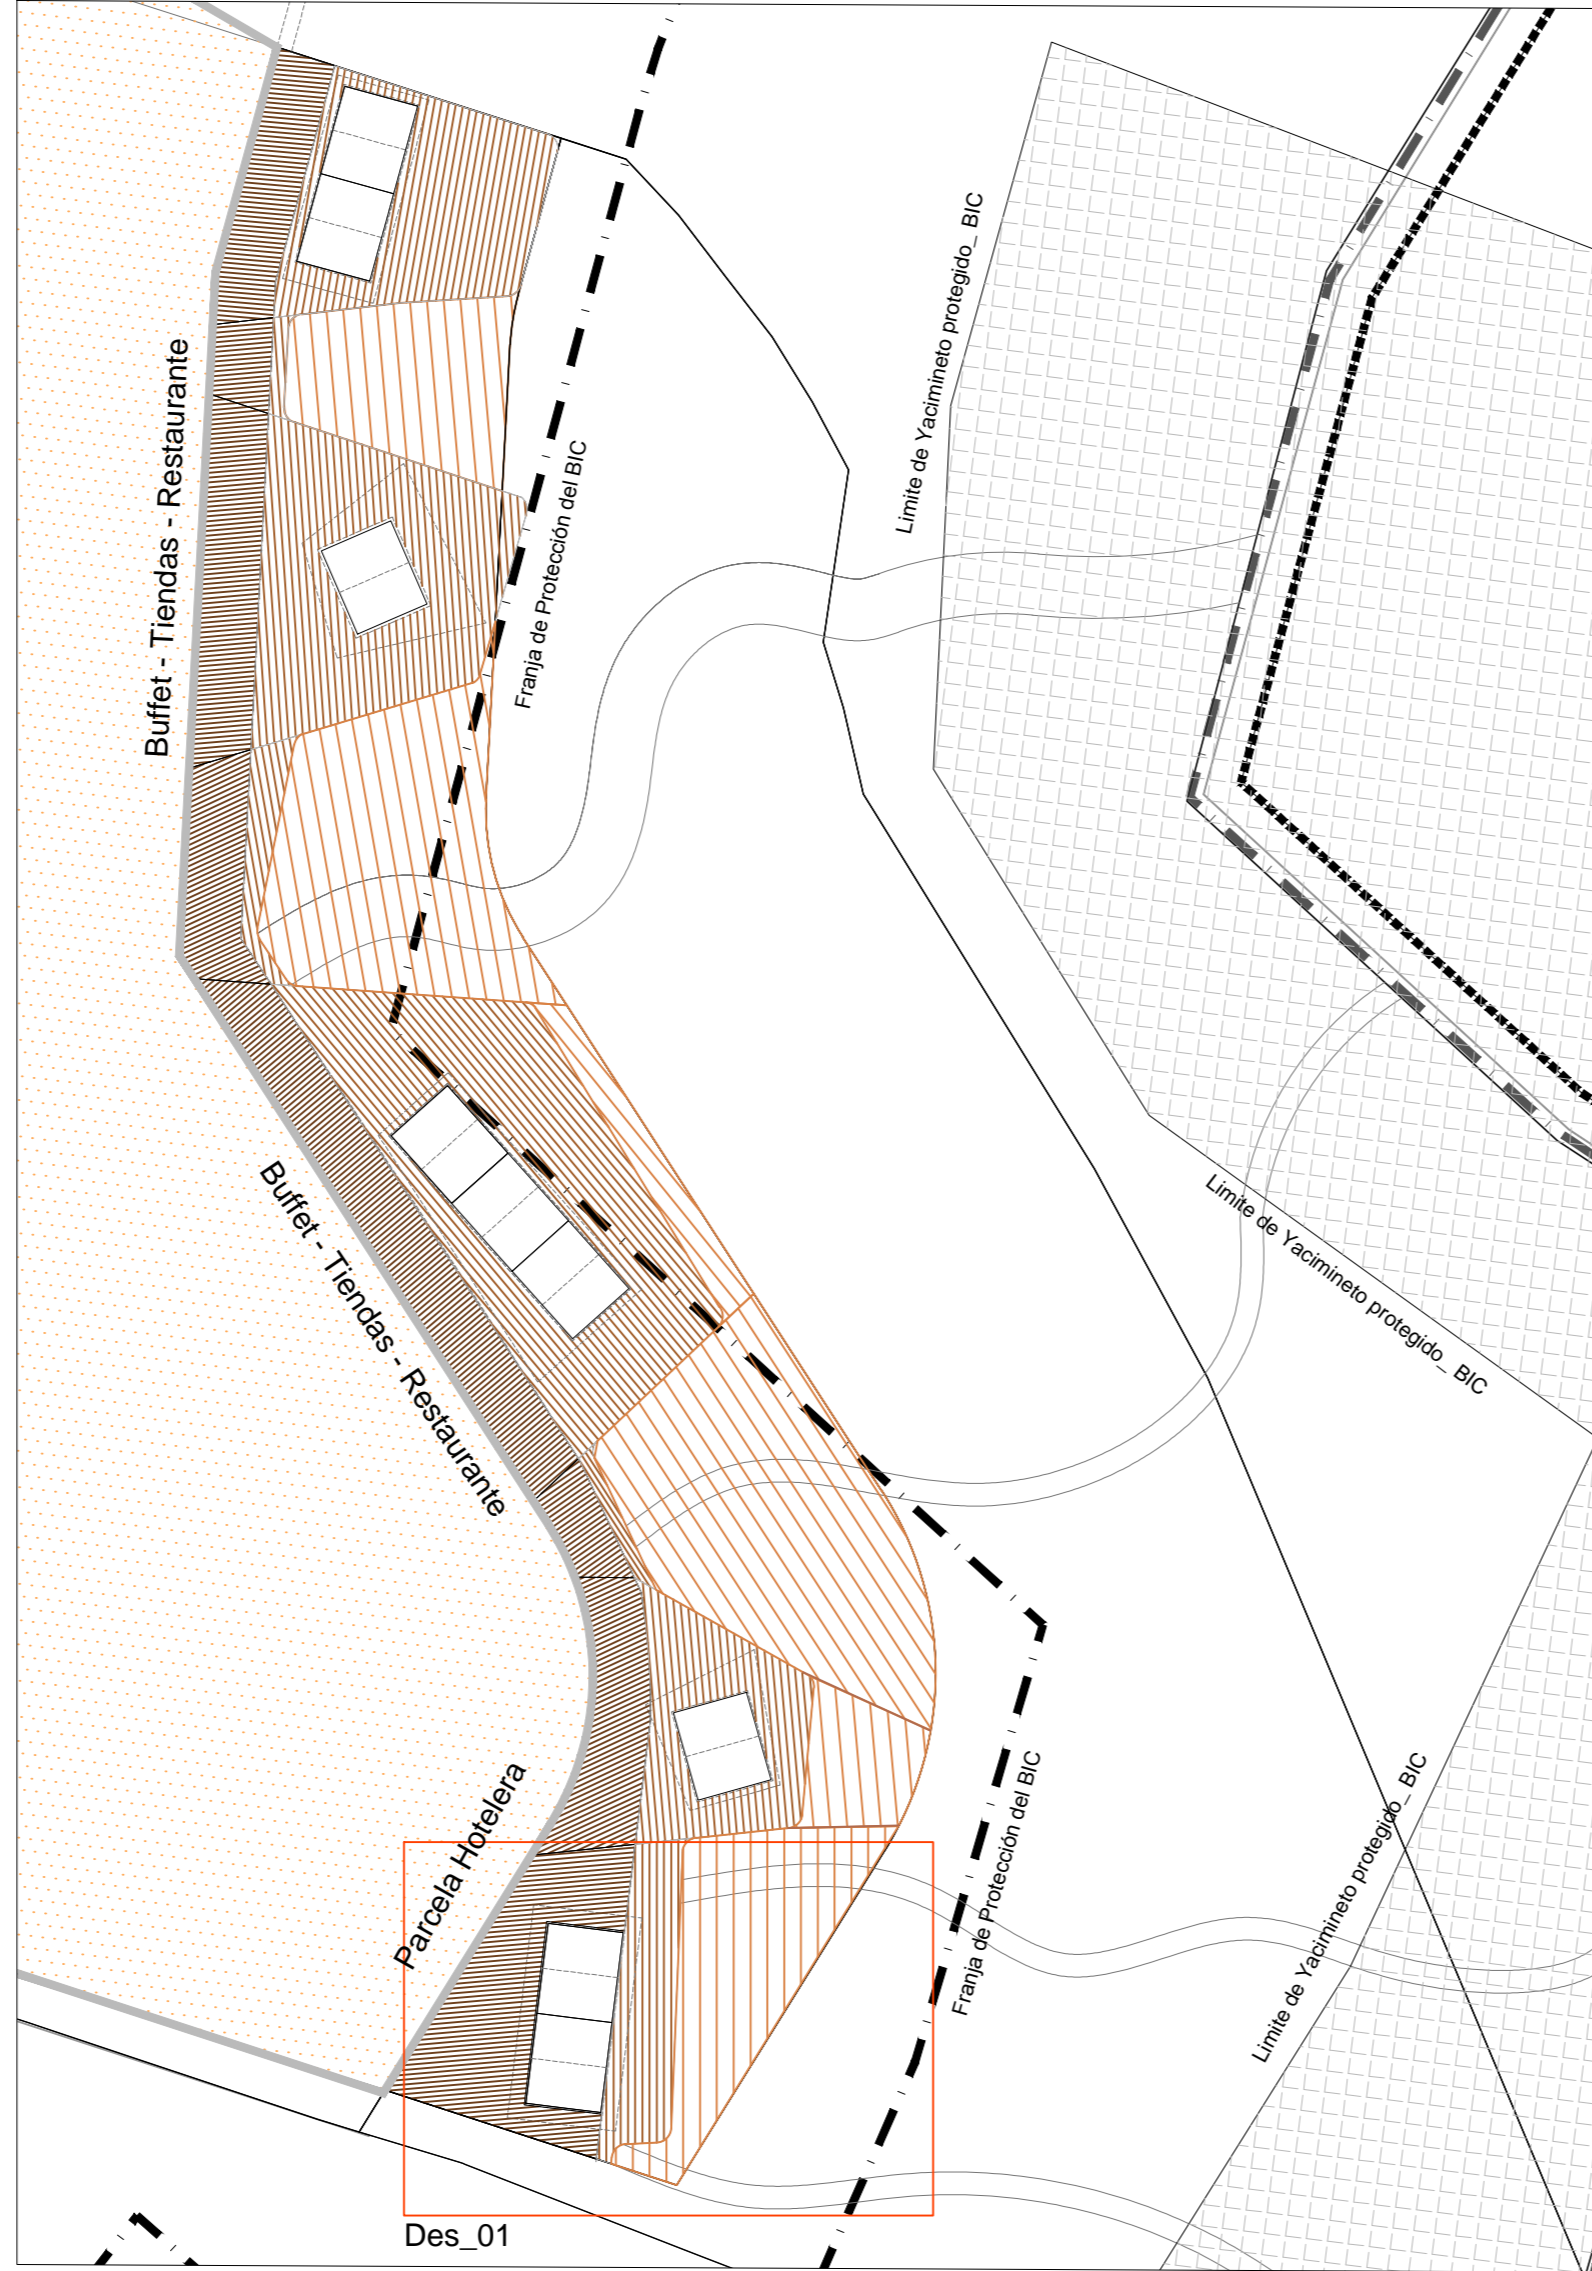 Limite de Yacimineto protegido_ BIC
Buffet - Tiendas - Restaurante
Franja de Protección del BIC
Buffet - Tiendas - Restaurante
Limite de Yacimineto protegido_ BIC
Parcela Hotelera
Franja de Protección del BIC
Limite de Yacimineto protegido_ BIC
Des_01